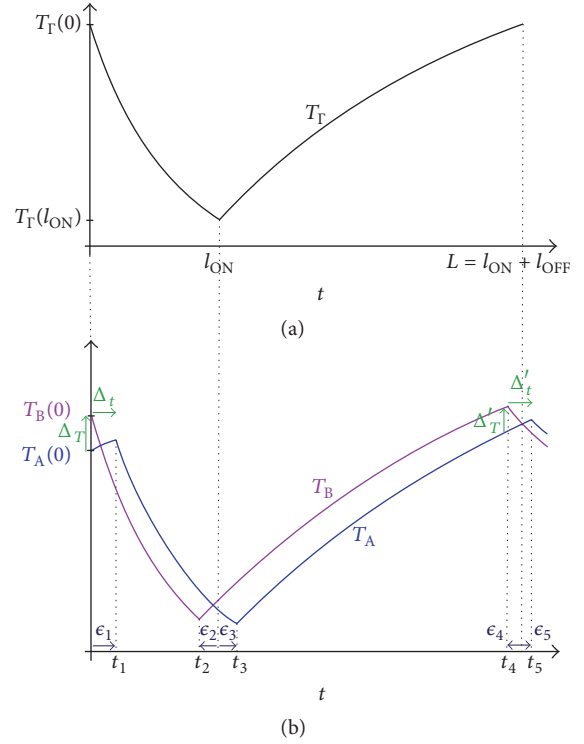 T_Γ(0)
T_Γ
T_Γ(l_ON)
l_ON
L = l_ON + l_OFF
t
(a)
Δ_t
Δ′_t
T_B(0)
Δ_T
Δ′_T
T_A(0)
T_B
T_A
ϵ_1
ϵ_2
ϵ_3
ϵ_4
ϵ_5
t_1
t_2
t_3
t_4
t_5
t
(b)